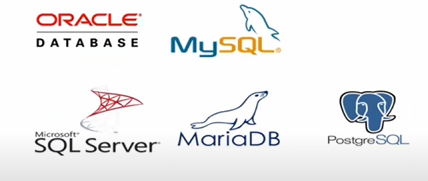 ORACLE
DATABASE
MySQL®
Microsoft®
SQL Server®
MariaDB
PostgreSQL